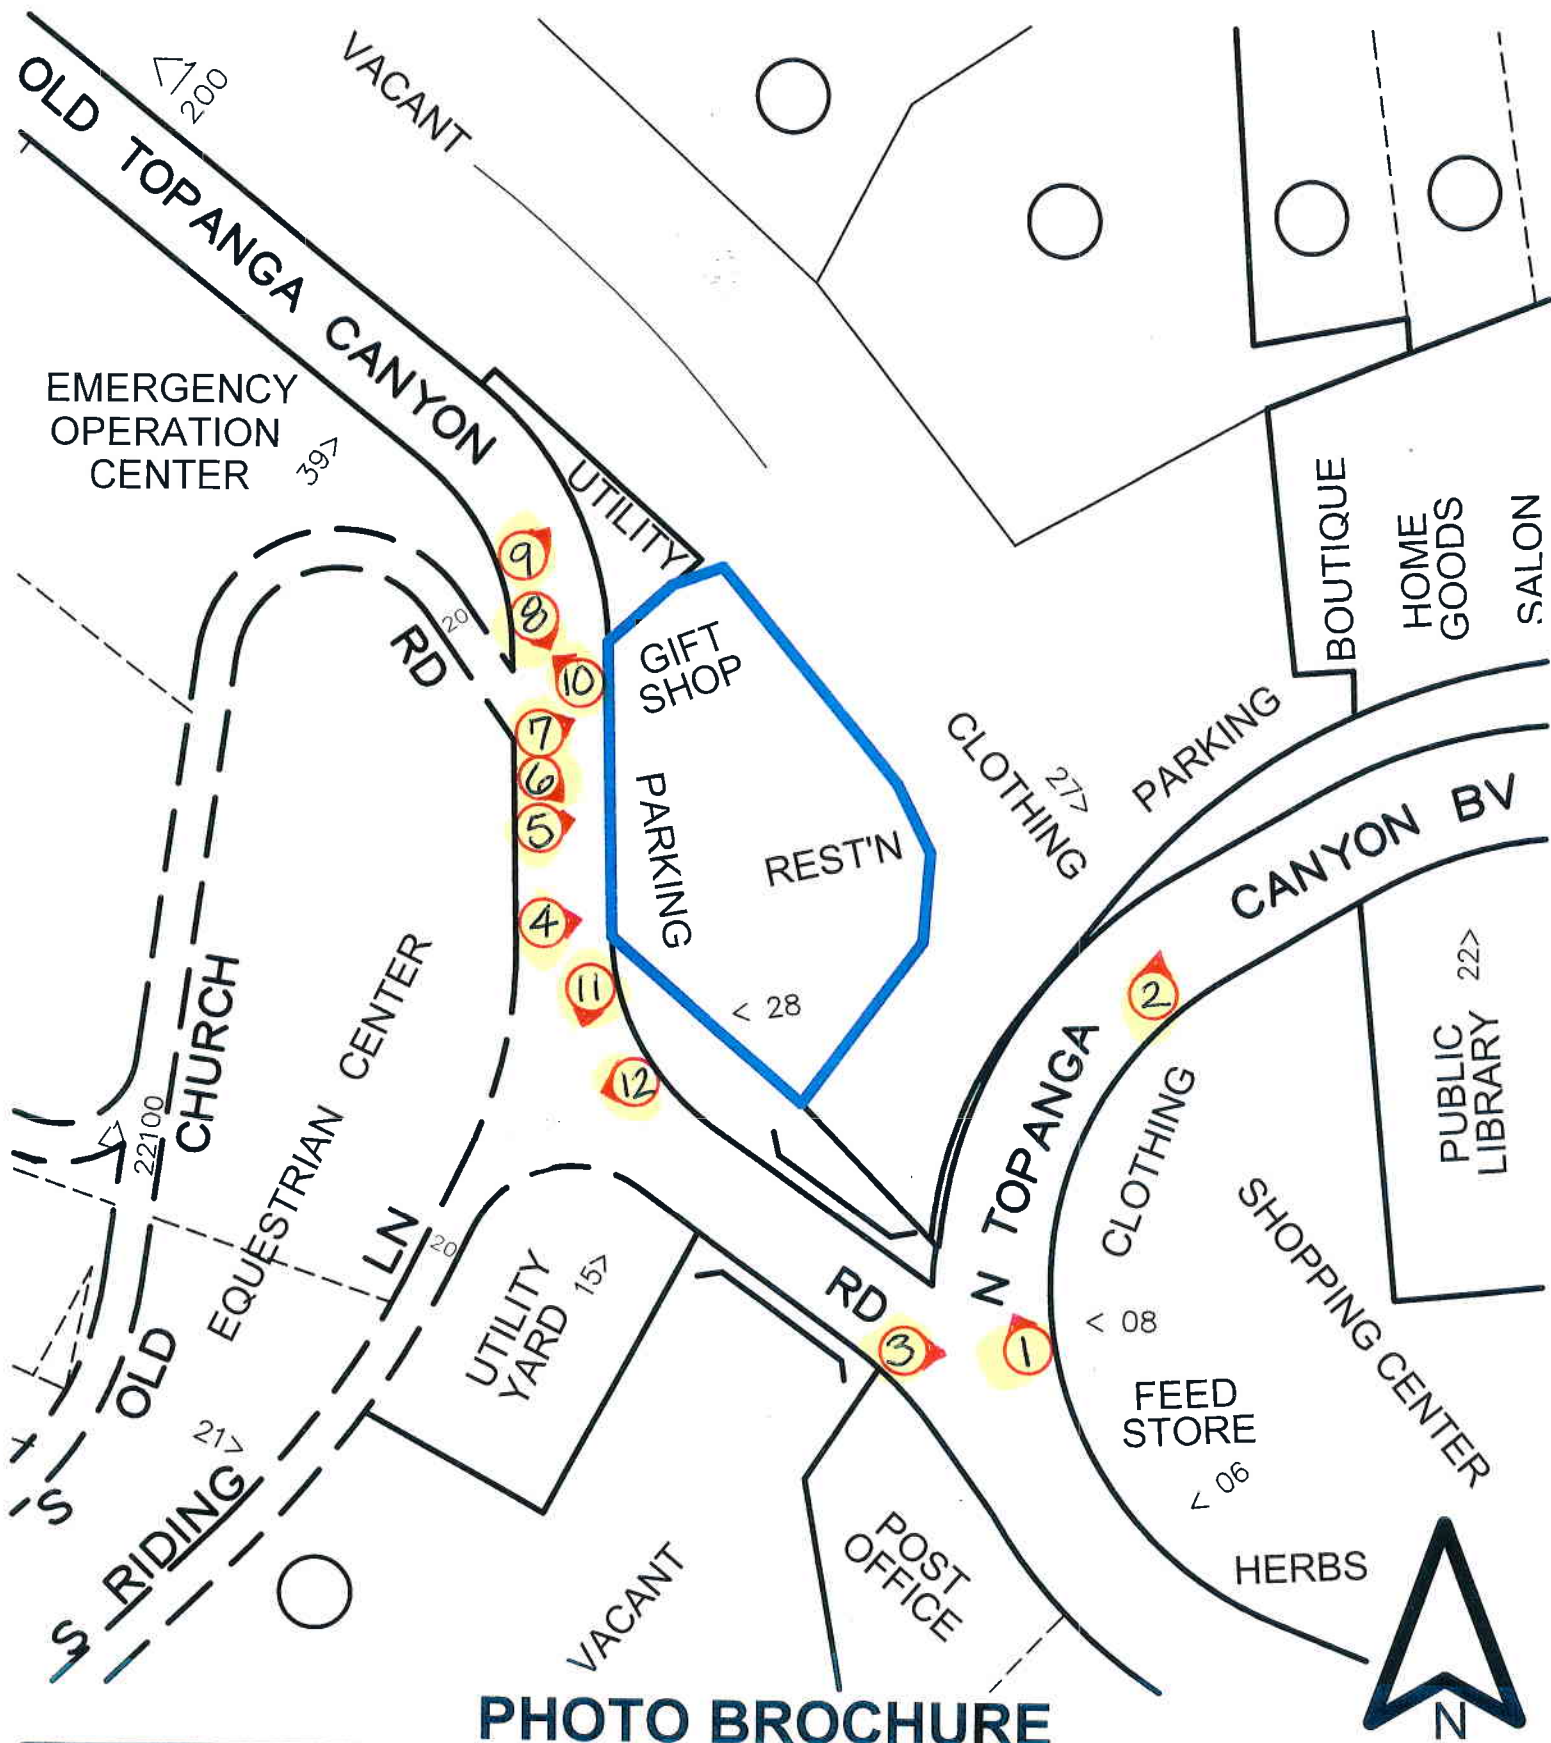 OLD TOPANGA CANYON
<1
200
VACANT
EMERGENCY
OPERATION
CENTER
39>
UTILITY
BOUTIQUE
HOME
GOODS
SALON
9
8
10
7
6
5
4
11
12
RD
20
GIFT
SHOP
PARKING
REST'N
< 28
CLOTHING
27>
PARKING
CANYON BV
N TOPANGA
2
CLOTHING
PUBLIC
LIBRARY
22>
SHOPPING CENTER
CHURCH
22100
EQUESTRIAN CENTER
LN
20
UTILITY
YARD
15>
RD
3
1
< 08
FEED
STORE
< 06
HERBS
OLD
S
21>
RIDING
S
VACANT
POST
OFFICE
N
PHOTO BROCHURE